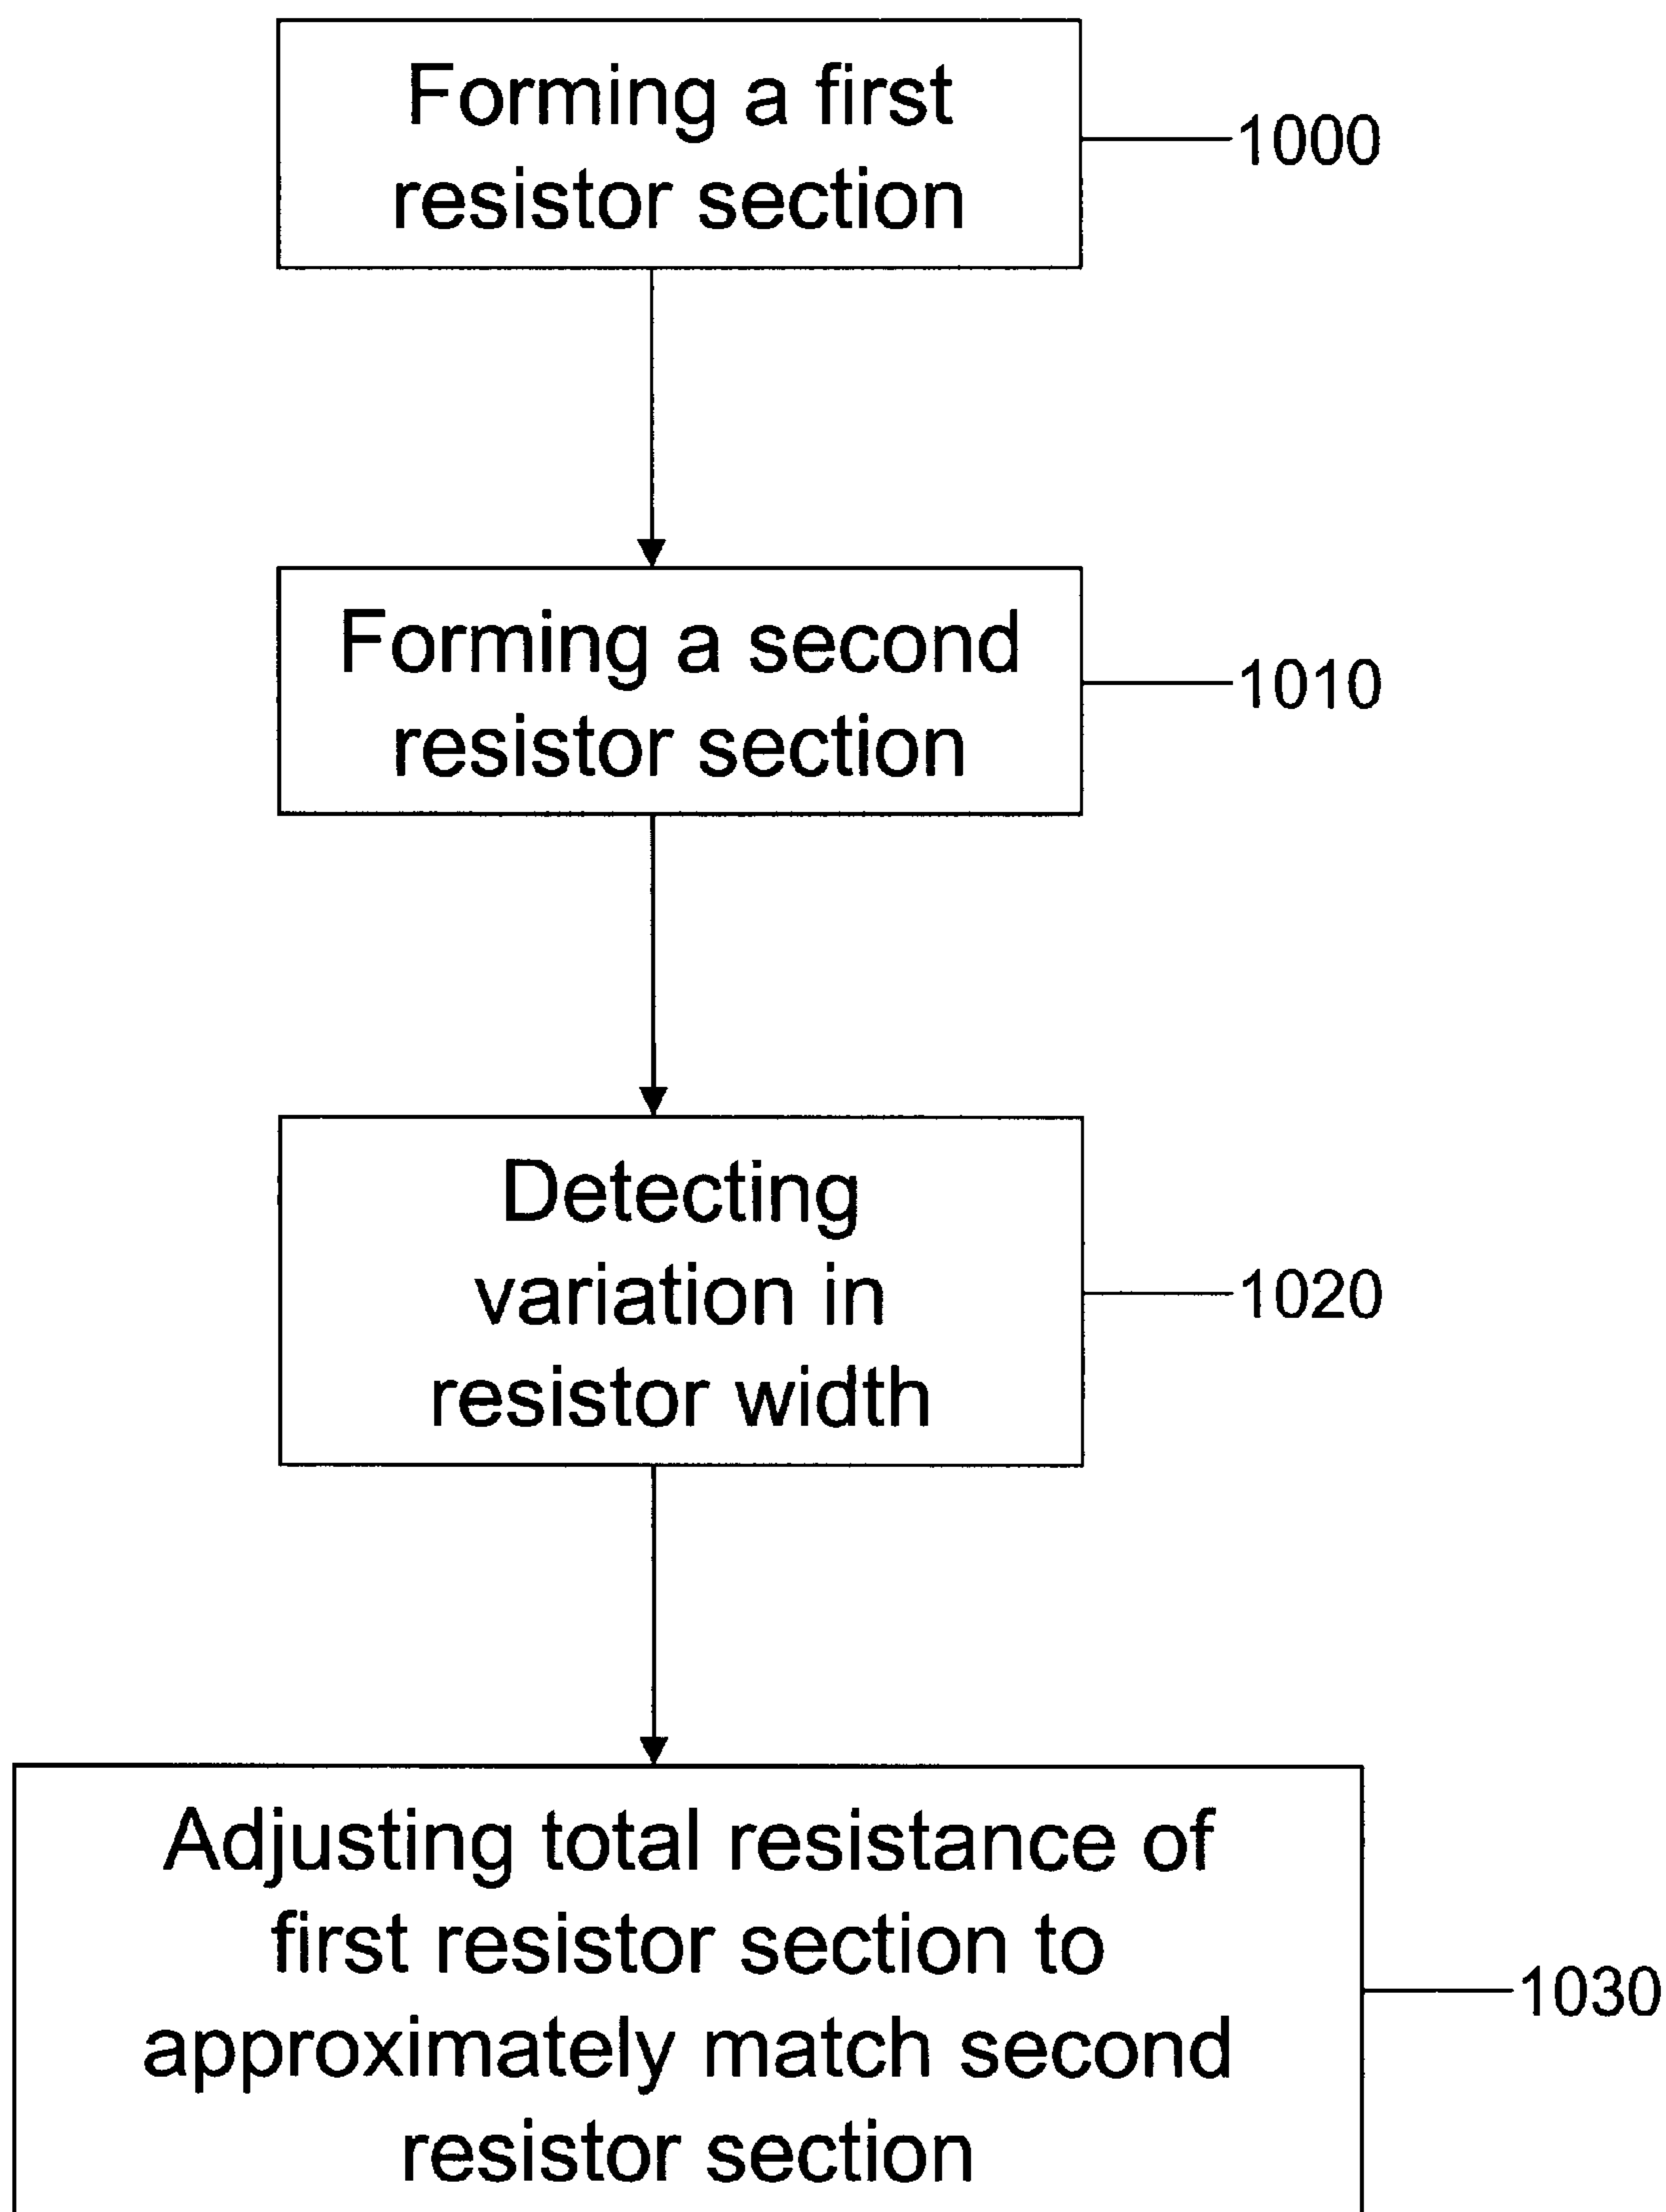 Forming a first
resistor section
1000
Forming a second
resistor section
1010
Detecting
variation in
resistor width
1020
Adjusting total resistance of
first resistor section to
approximately match second
resistor section
1030